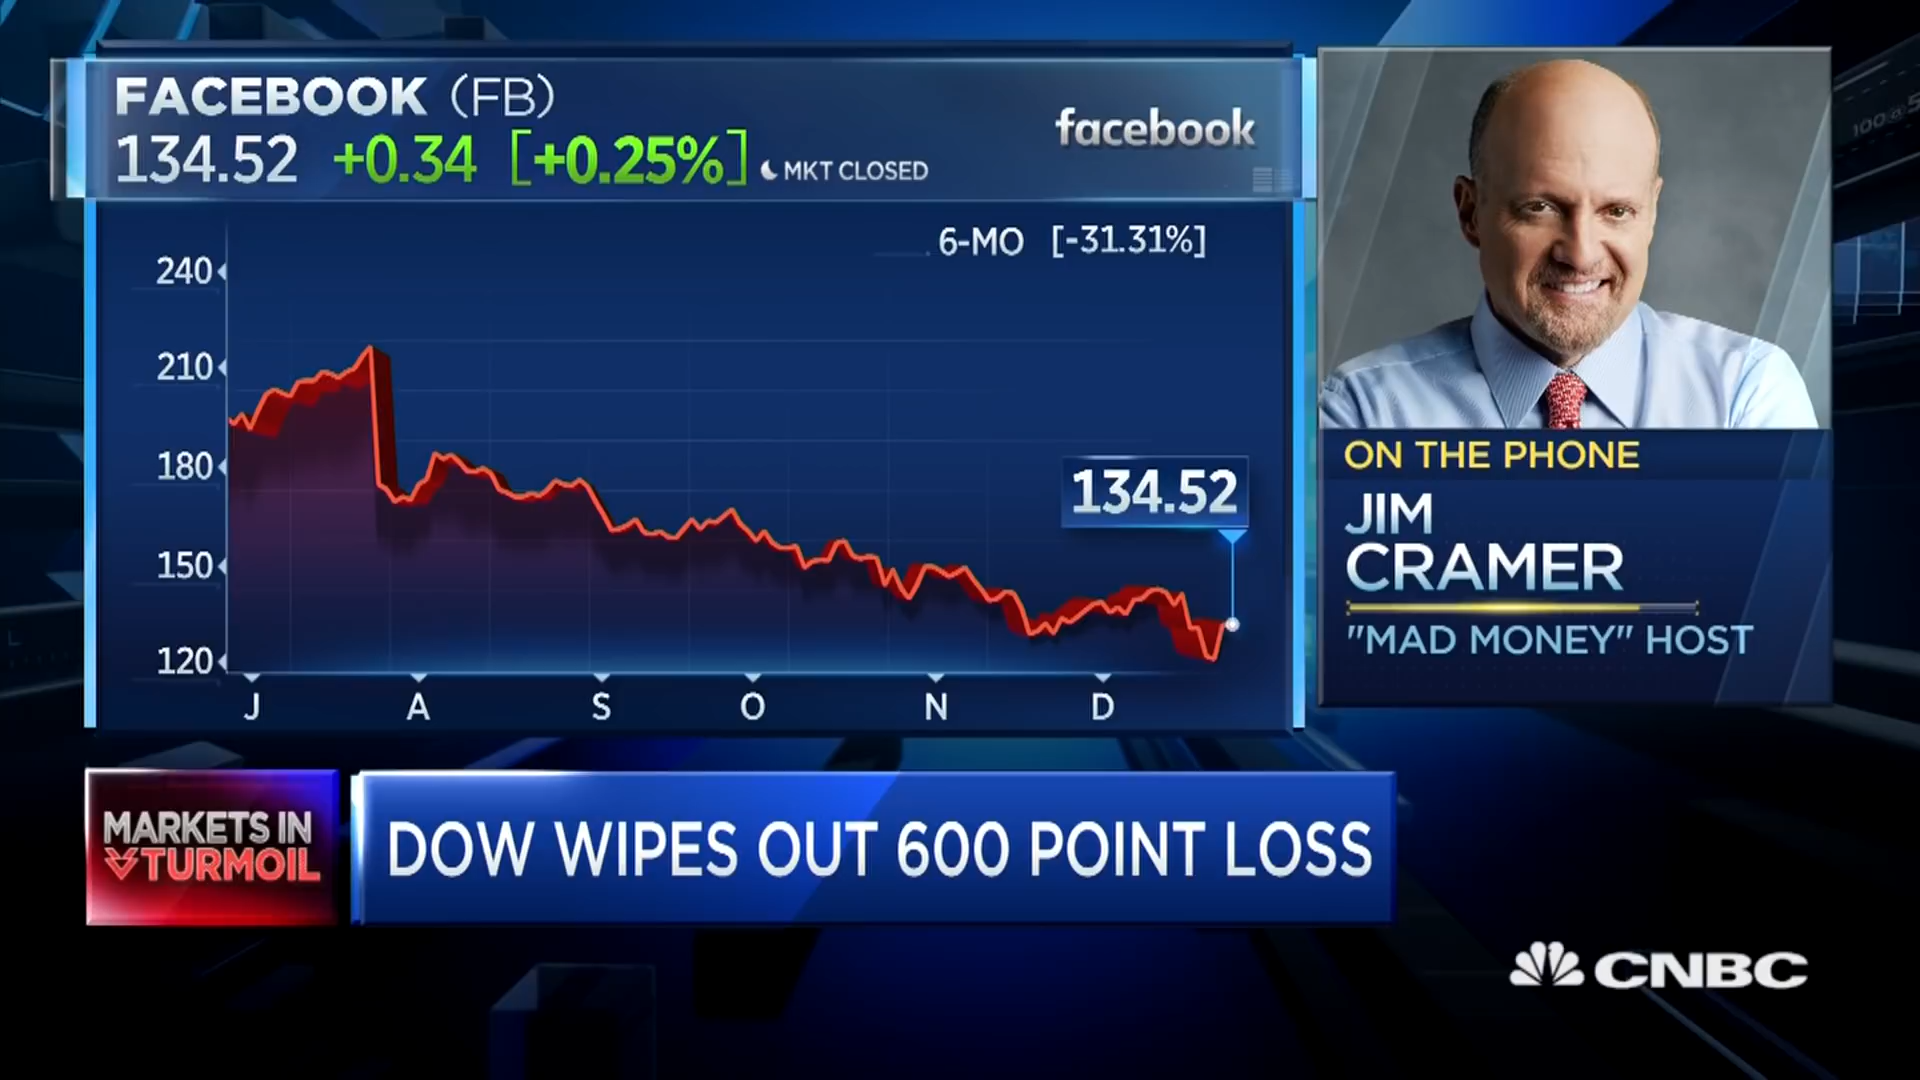 FACEBOOK (FB)
134.52 +0.34 [+0.25%] MKT CLOSED
facebook
6-MO [-31.31%]
240
210
180
150
120
134.52
J A S O N D
ON THE PHONE
JIM
CRAMER
"MAD MONEY" HOST
MARKETS IN
TURMOIL
DOW WIPES OUT 600 POINT LOSS
CNBC